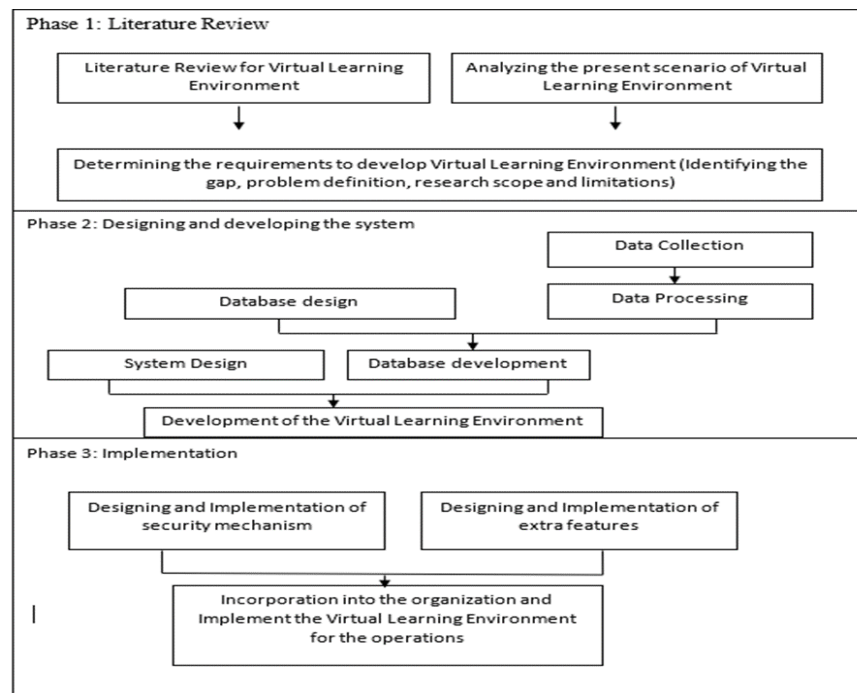 Phase 1: Literature Review
Literature Review for Virtual Learning
Environment
Analyzing the present scenario of Virtual
Learning Environment
Determining the requirements to develop Virtual Learning Environment (Identifying the
gap, problem definition, research scope and limitations)
Phase 2: Designing and developing the system
Data Collection
Database design
Data Processing
System Design
Database development
Development of the Virtual Learning Environment
Phase 3: Implementation
Designing and Implementation of
security mechanism
Designing and Implementation of
extra features
Incorporation into the organization and
Implement the Virtual Learning Environment
for the operations